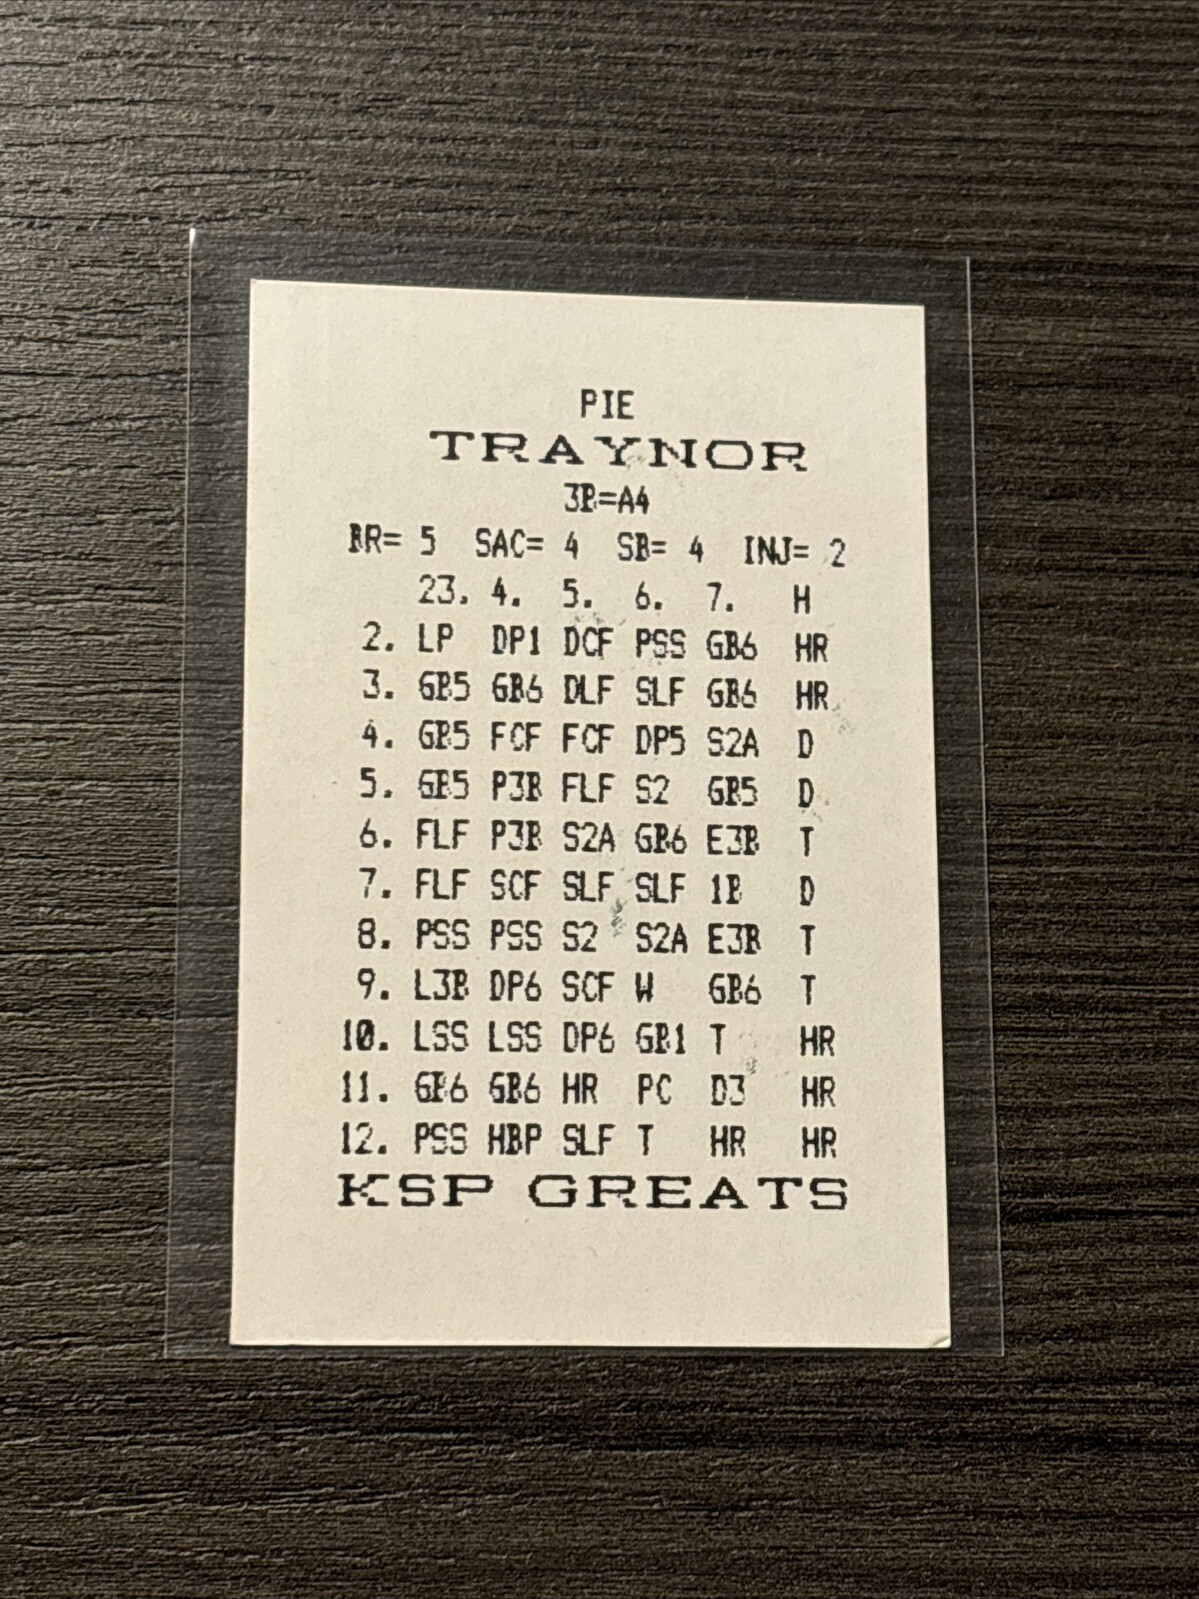 PIE
TRAYNOR
3B=A4
BR= 5 SAC= 4 SB= 4 INJ= 2
23. 4. 5. 6. 7. H
2. LP DP1 DCF PSS GB6 HR
3. GB5 GB6 DLF SLF GB6 HR
4. GB5 FCF FCF DP5 S2A D
5. GB5 P3B FLF S2 GB5 D
6. FLF P3B S2A GB6 E3B T
7. FLF SCF SLF SLF 1B D
8. PSS PSS S2 S2A E3B T
9. L3B DP6 SCF W GB6 T
10. LSS LSS DP6 GB1 T HR
11. GB6 GB6 HR PC D3 HR
12. PSS HBP SLF T HR HR
KSP GREATS